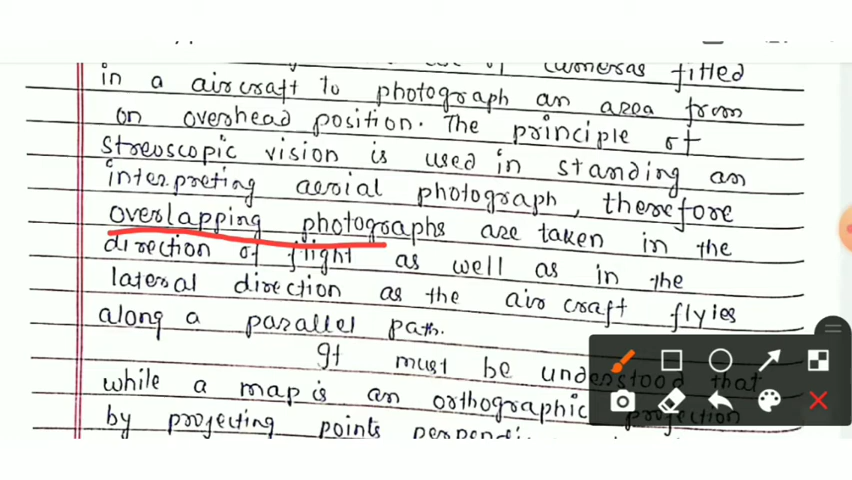 of cameras fitted
in a aircraft to photograph an area from
on overhead position. The principle of
streoscopic vision is used in standing an
interpreting aerial photograph, therefore
overlapping photographs are taken in the
direction of flight as well as in the
lateral direction as the air craft flyies
along a parallel path.
It must be understood that
while a map is an orthographic projection
by projecting points